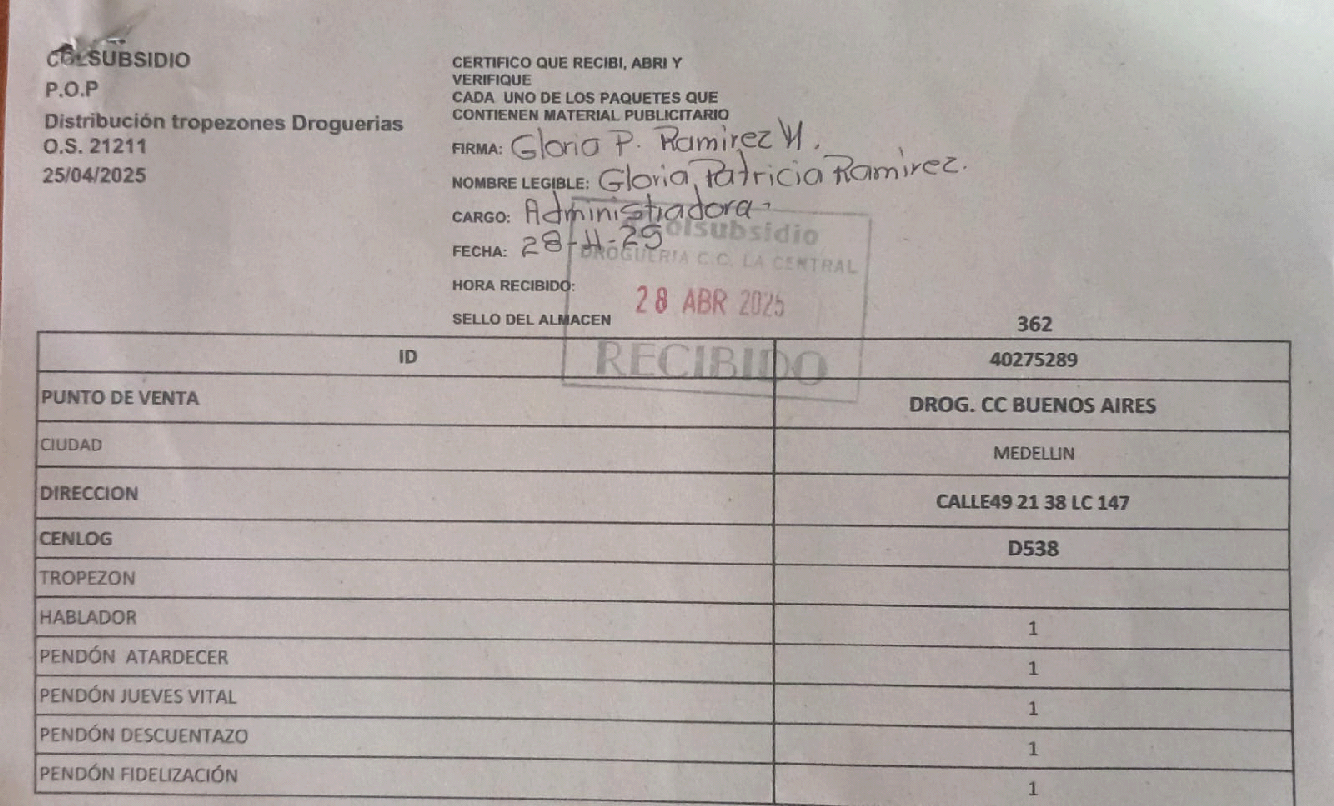 COLSUBSIDIO
P.O.P
Distribución tropezones Droguerias
O.S. 21211
25/04/2025
CERTIFICO QUE RECIBI, ABRI Y
VERIFIQUE
CADA UNO DE LOS PAQUETES QUE
CONTIENEN MATERIAL PUBLICITARIO
FIRMA: Gloria P. Ramirez
NOMBRE LEGIBLE: Gloria Patricia Ramirez.
CARGO: Administradora.
FECHA: 28-4-25
HORA RECIBIDO:
SELLO DEL ALMACEN
Colsubsidio
DROGUERIA C.C. LA CENTRAL
28 ABR 2025
RECIBIDO
362
ID 40275289
PUNTO DE VENTA DROG. CC BUENOS AIRES
CIUDAD MEDELLIN
DIRECCION CALLE49 21 38 LC 147
CENLOG D538
TROPEZON
HABLADOR 1
PENDÓN ATARDECER 1
PENDÓN JUEVES VITAL 1
PENDÓN DESCUENTAZO 1
PENDÓN FIDELIZACIÓN 1